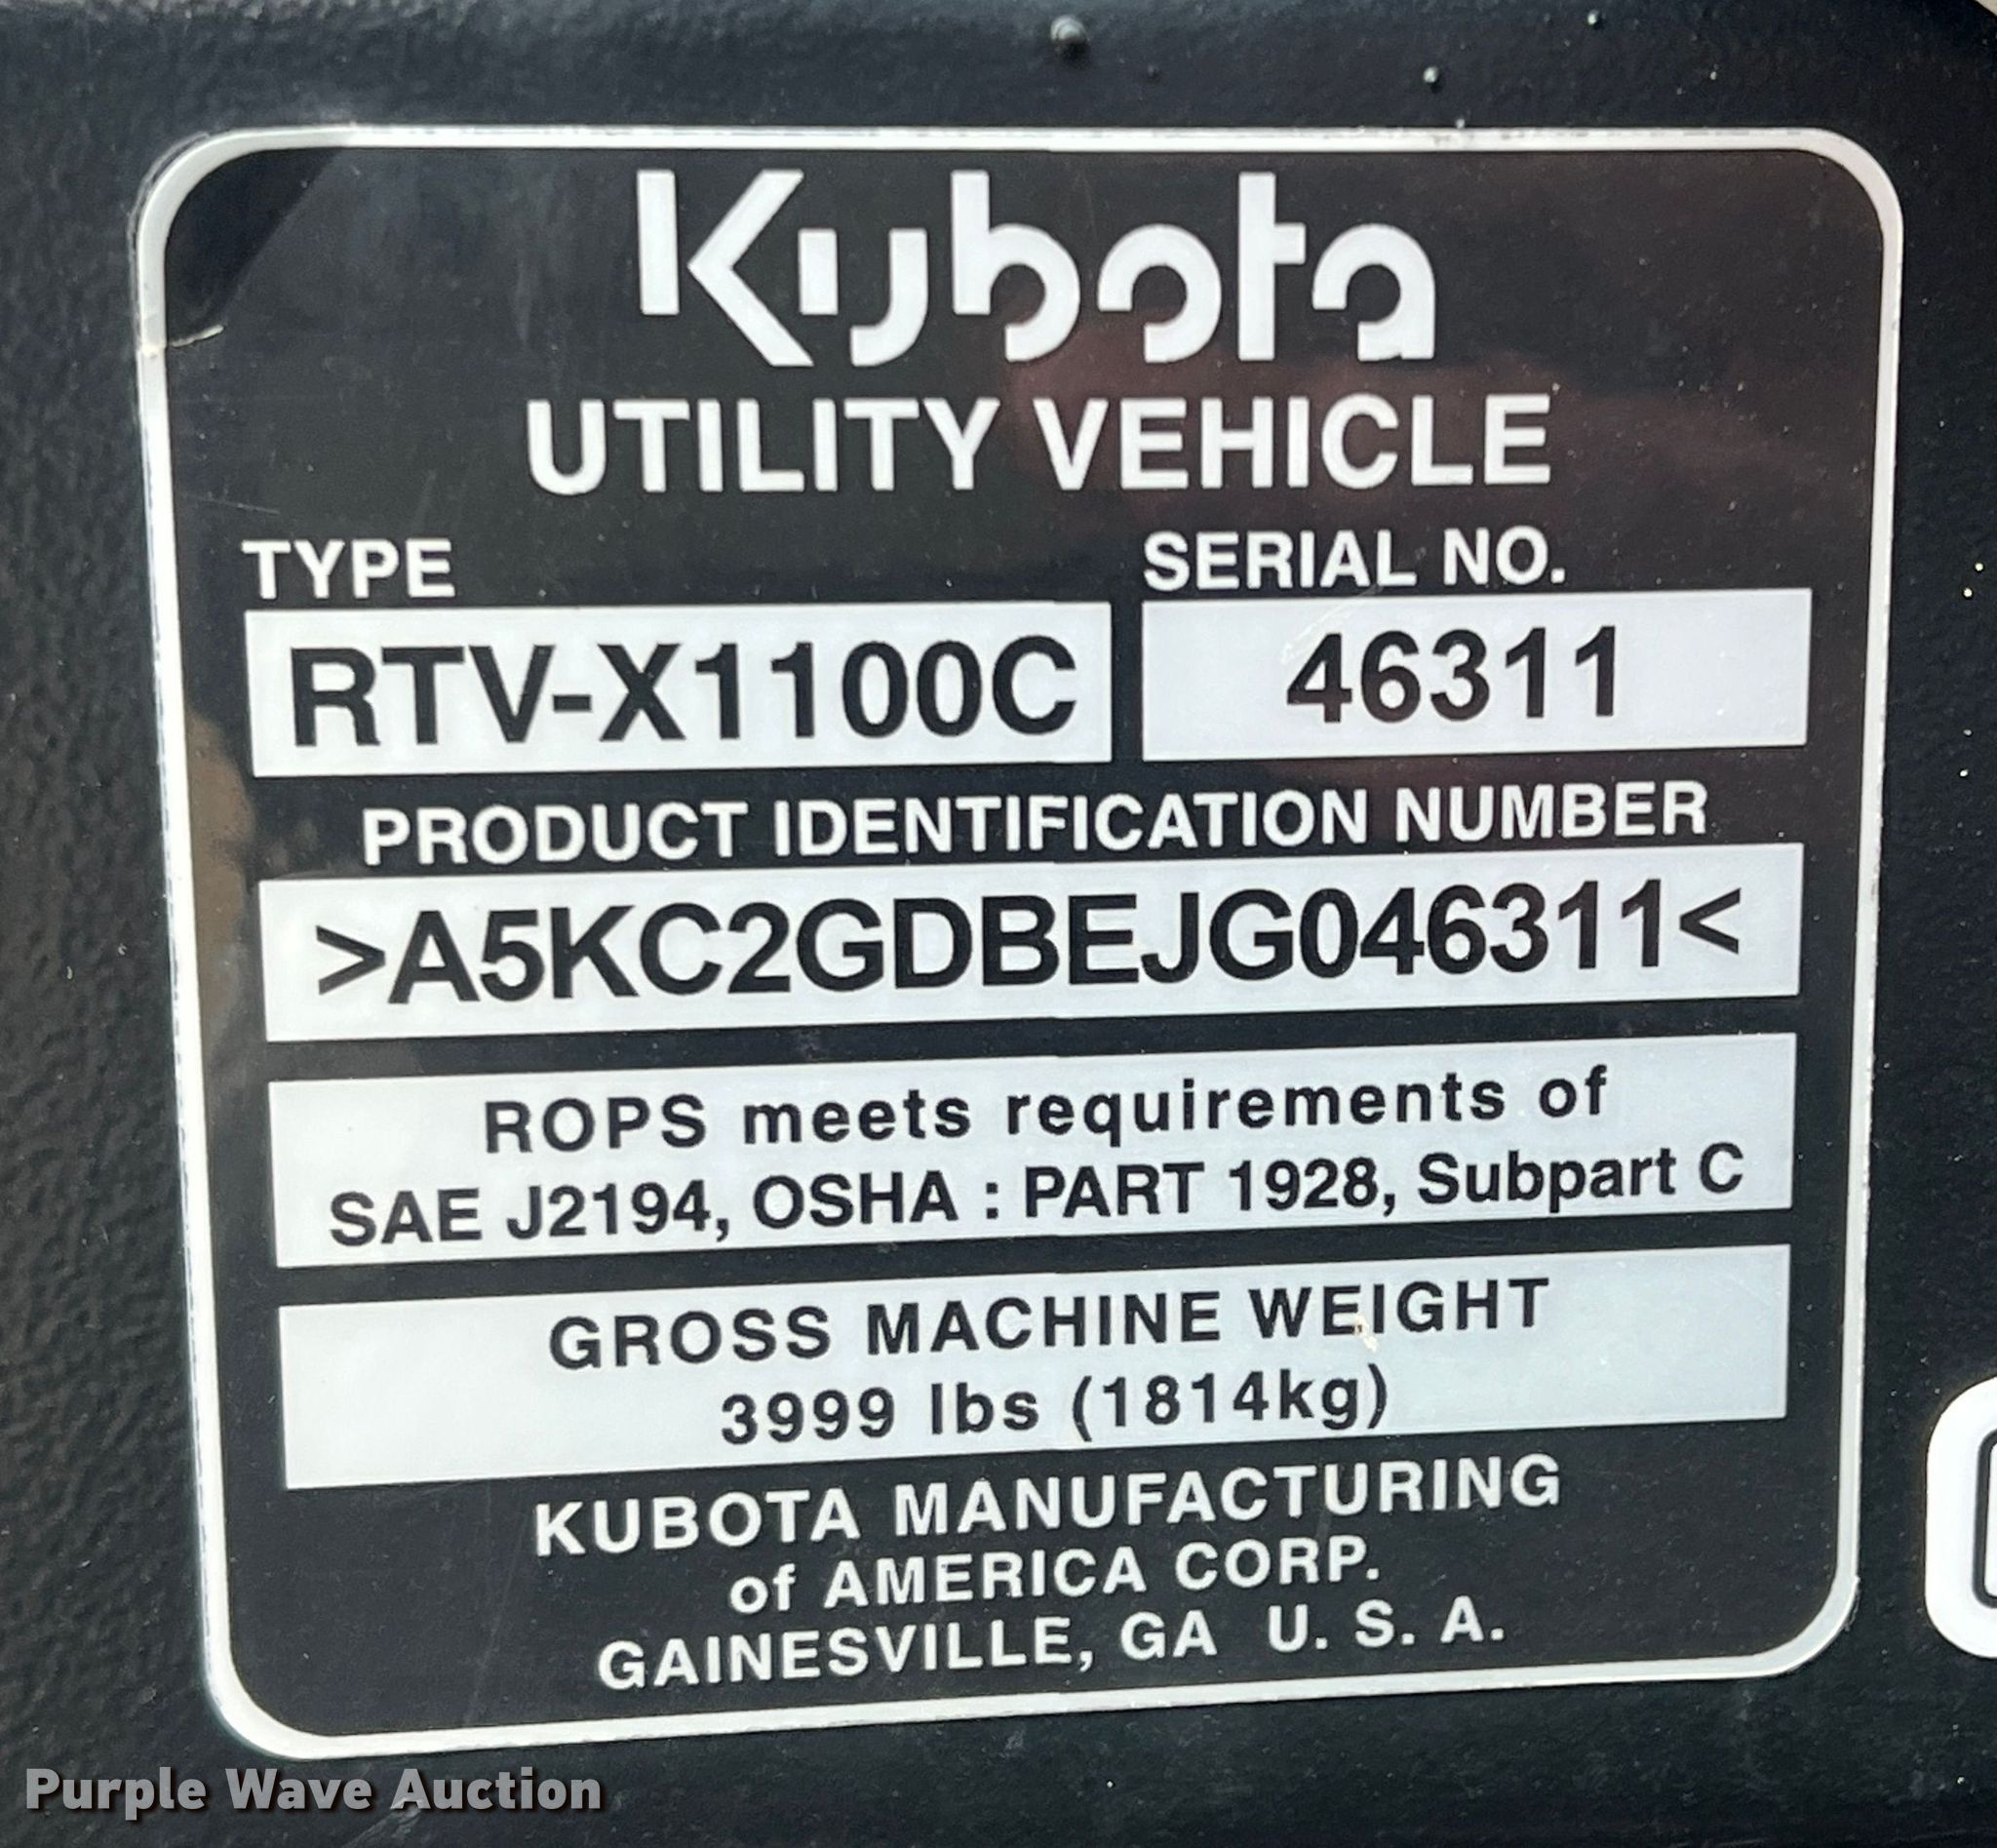 Kubota
UTILITY VEHICLE
TYPE SERIAL NO.
RTV-X1100C 46311
PRODUCT IDENTIFICATION NUMBER
>A5KC2GDBEJG046311<
ROPS meets requirements of
SAE J2194, OSHA : PART 1928, Subpart C
GROSS MACHINE WEIGHT
3999 lbs (1814kg)
KUBOTA MANUFACTURING
of AMERICA CORP.
GAINESVILLE, GA U. S. A.
Purple Wave Auction